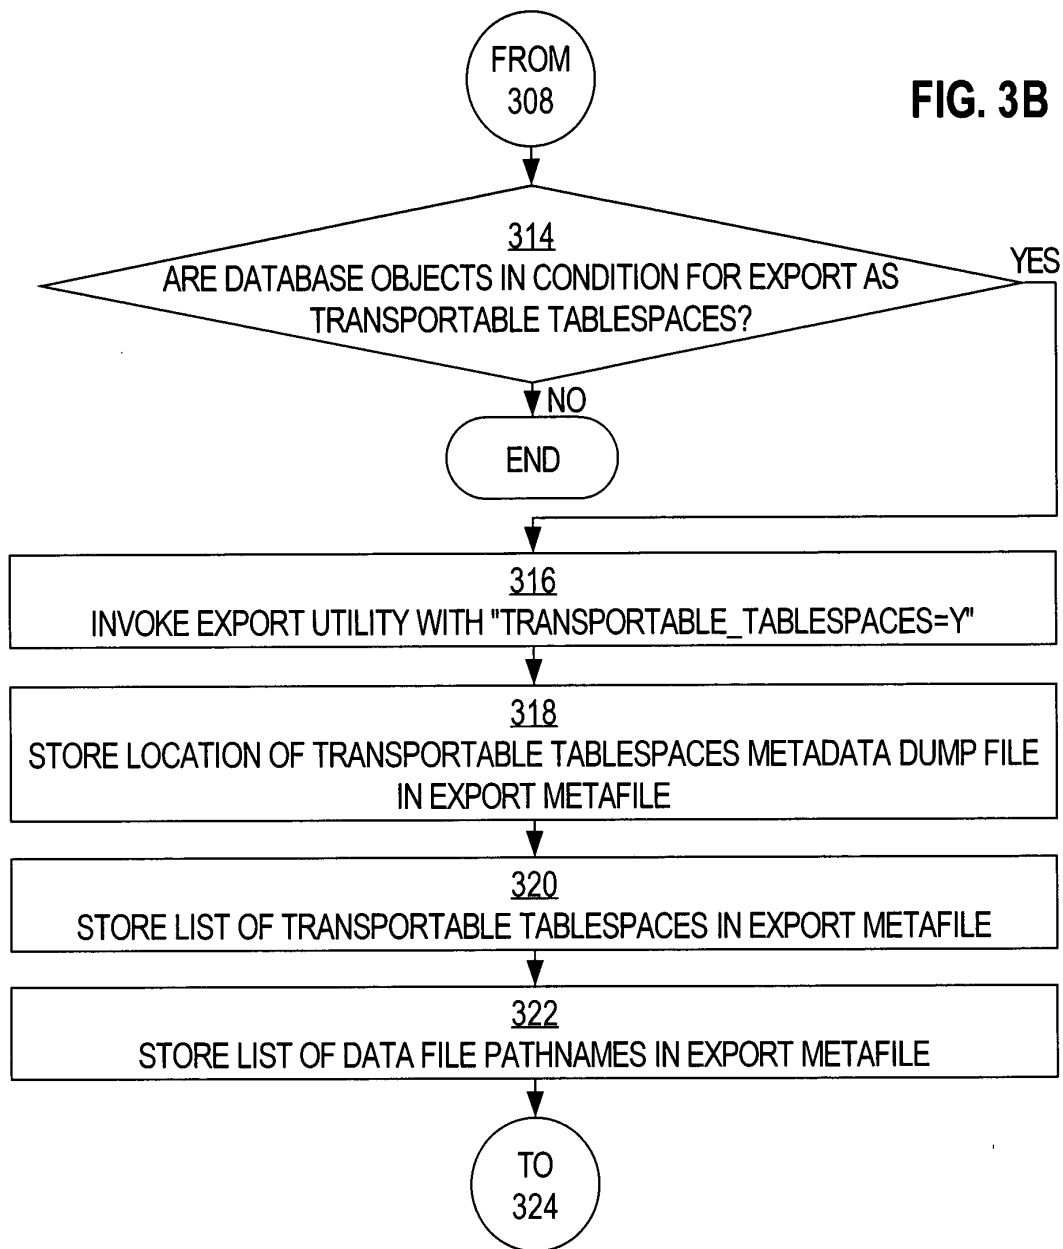 FROM
308
FIG. 3B
314
ARE DATABASE OBJECTS IN CONDITION FOR EXPORT AS
TRANSPORTABLE TABLESPACES?
YES
NO
END
316
INVOKE EXPORT UTILITY WITH "TRANSPORTABLE_TABLESPACES=Y"
318
STORE LOCATION OF TRANSPORTABLE TABLESPACES METADATA DUMP FILE
IN EXPORT METAFILE
320
STORE LIST OF TRANSPORTABLE TABLESPACES IN EXPORT METAFILE
322
STORE LIST OF DATA FILE PATHNAMES IN EXPORT METAFILE
TO
324